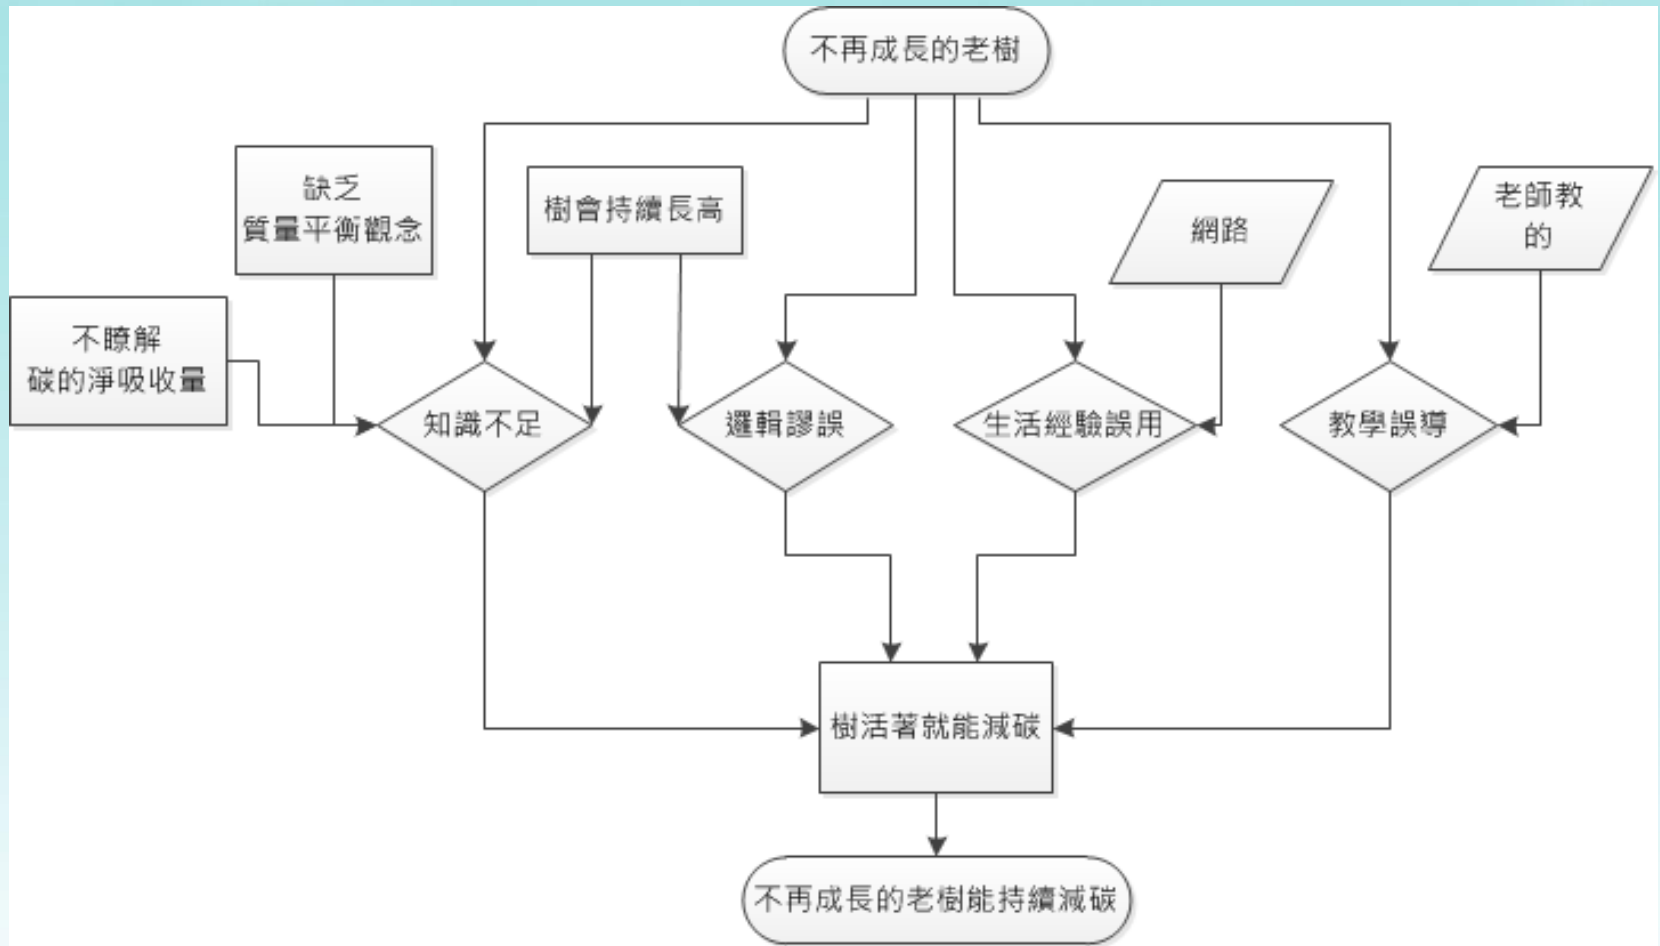 不再成長的老樹
缺乏
質量平衡觀念
樹會持續長高
網路
老師教
的
不瞭解
碳的淨吸收量
知識不足
邏輯謬誤
生活經驗誤用
教學誤導
樹活著就能減碳
不再成長的老樹能持續減碳